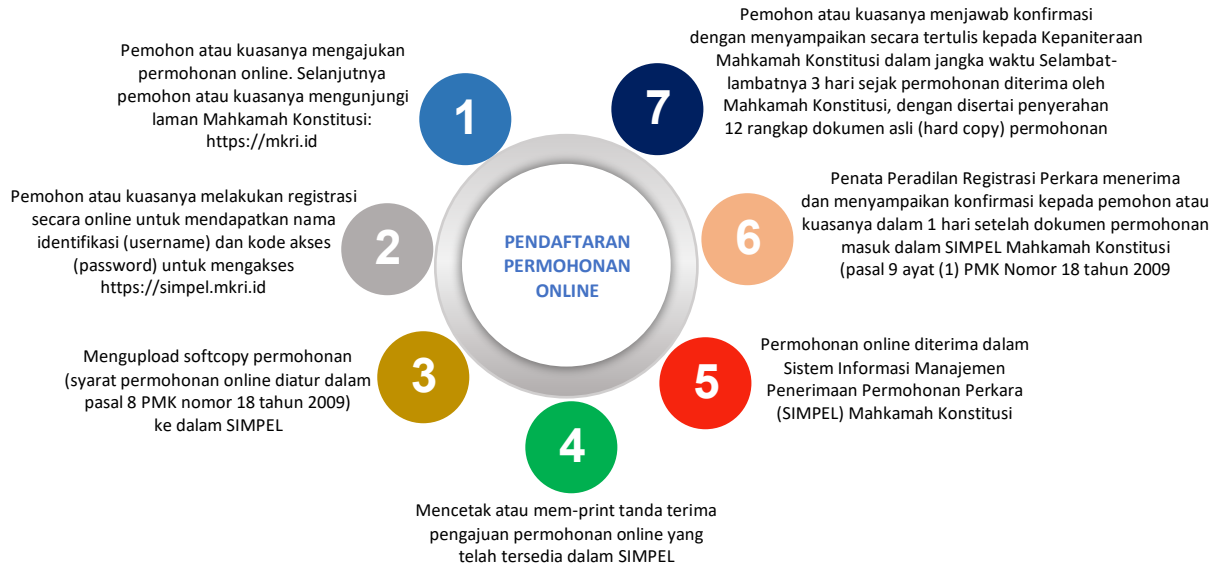 1
Pemohon atau kuasanya mengajukan
permohonan online. Selanjutnya
pemohon atau kuasanya mengunjungi
laman Mahkamah Konstitusi:
https://mkri.id
2
Pemohon atau kuasanya melakukan registrasi
secara online untuk mendapatkan nama
identifikasi (username) dan kode akses
(password) untuk mengakses
https://simpel.mkri.id
3
Mengupload softcopy permohonan
(syarat permohonan online diatur dalam
pasal 8 PMK nomor 18 tahun 2009)
ke dalam SIMPEL
4
Mencetak atau mem-print tanda terima
pengajuan permohonan online yang
telah tersedia dalam SIMPEL
5
Permohonan online diterima dalam
Sistem Informasi Manajemen
Penerimaan Permohonan Perkara
(SIMPEL) Mahkamah Konstitusi
6
Penata Peradilan Registrasi Perkara menerima
dan menyampaikan konfirmasi kepada pemohon atau
kuasanya dalam 1 hari setelah dokumen permohonan
masuk dalam SIMPEL Mahkamah Konstitusi
(pasal 9 ayat (1) PMK Nomor 18 tahun 2009
7
Pemohon atau kuasanya menjawab konfirmasi
dengan menyampaikan secara tertulis kepada Kepaniteraan
Mahkamah Konstitusi dalam jangka waktu Selambat-
lambatnya 3 hari sejak permohonan diterima oleh
Mahkamah Konstitusi, dengan disertai penyerahan
12 rangkap dokumen asli (hard copy) permohonan
PENDAFTARAN
PERMOHONAN
ONLINE